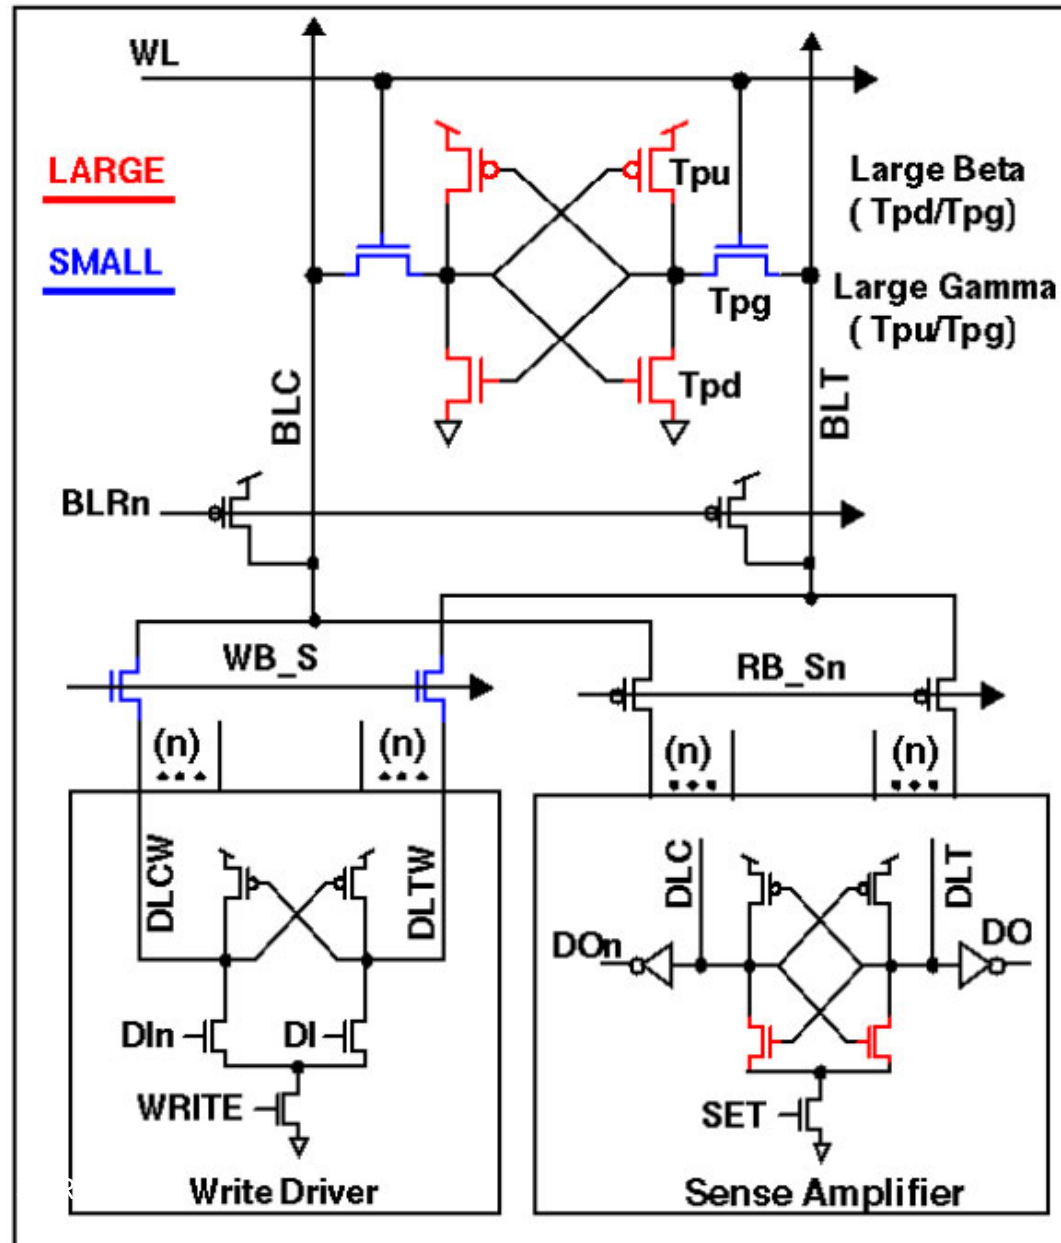 WL
LARGE
SMALL
Tpu
Large Beta
( Tpd/Tpg)
Tpg
Large Gamma
( Tpu/Tpg)
Tpd
BLC
BLT
BLRn
WB_S
RB_Sn
(n)
(n)
(n)
(n)
DLCW
DLTW
DLC
DLT
DOn
DO
DIn
DI
WRITE
SET
Write Driver
Sense Amplifier